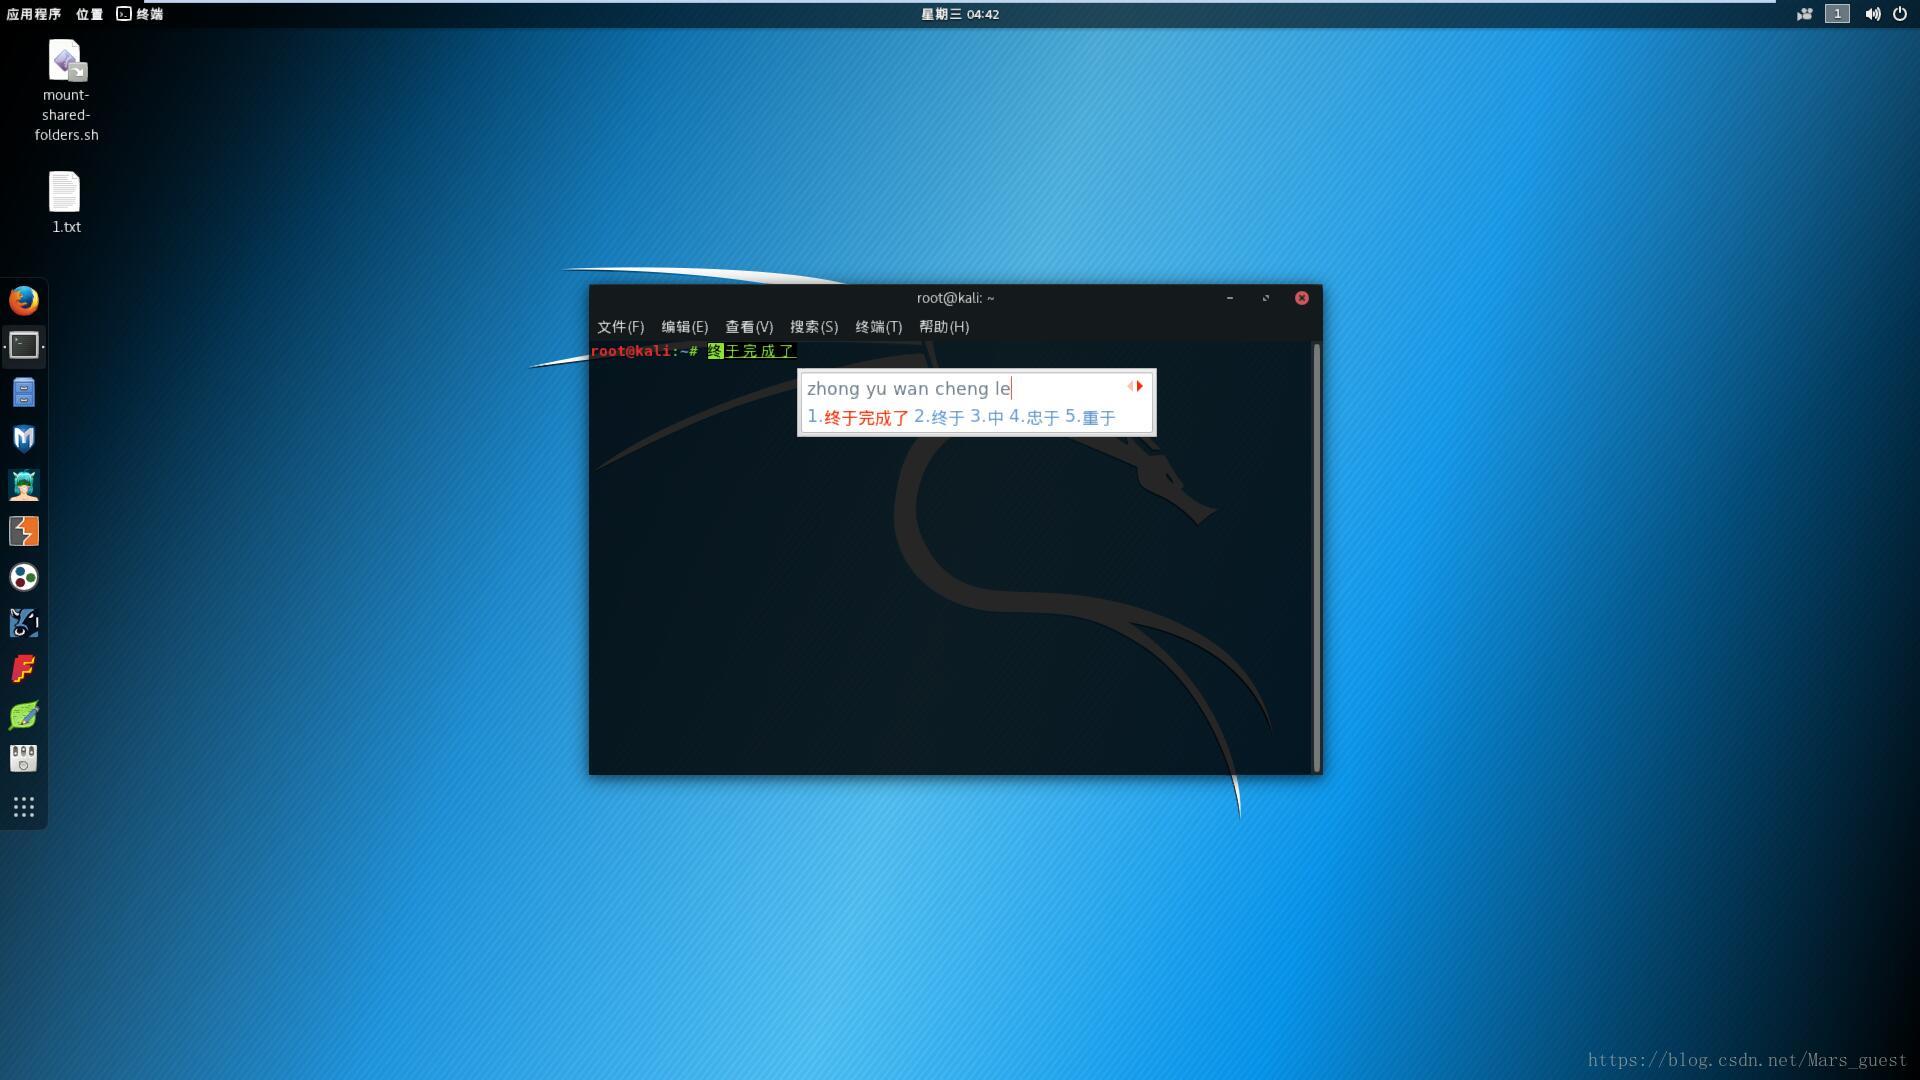 应用程序 位置 终端 星期三 04:42 1
mount-
shared-
folders.sh
1.txt
root@kali: ~
文件(F) 编辑(E) 查看(V) 搜索(S) 终端(T) 帮助(H)
root@kali:~# 终于完成了
zhong yu wan cheng le
1.终于完成了 2.终于 3.中 4.忠于 5.重于
https://blog.csdn.net/Mars_guest